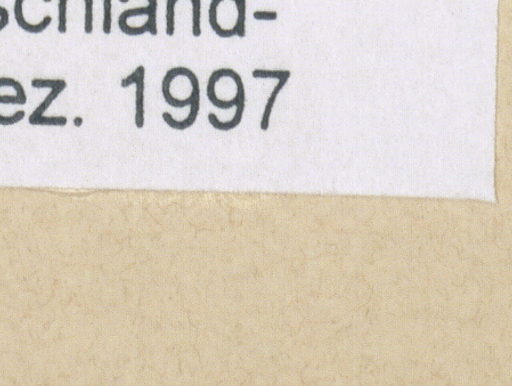 schland-
ez. 1997